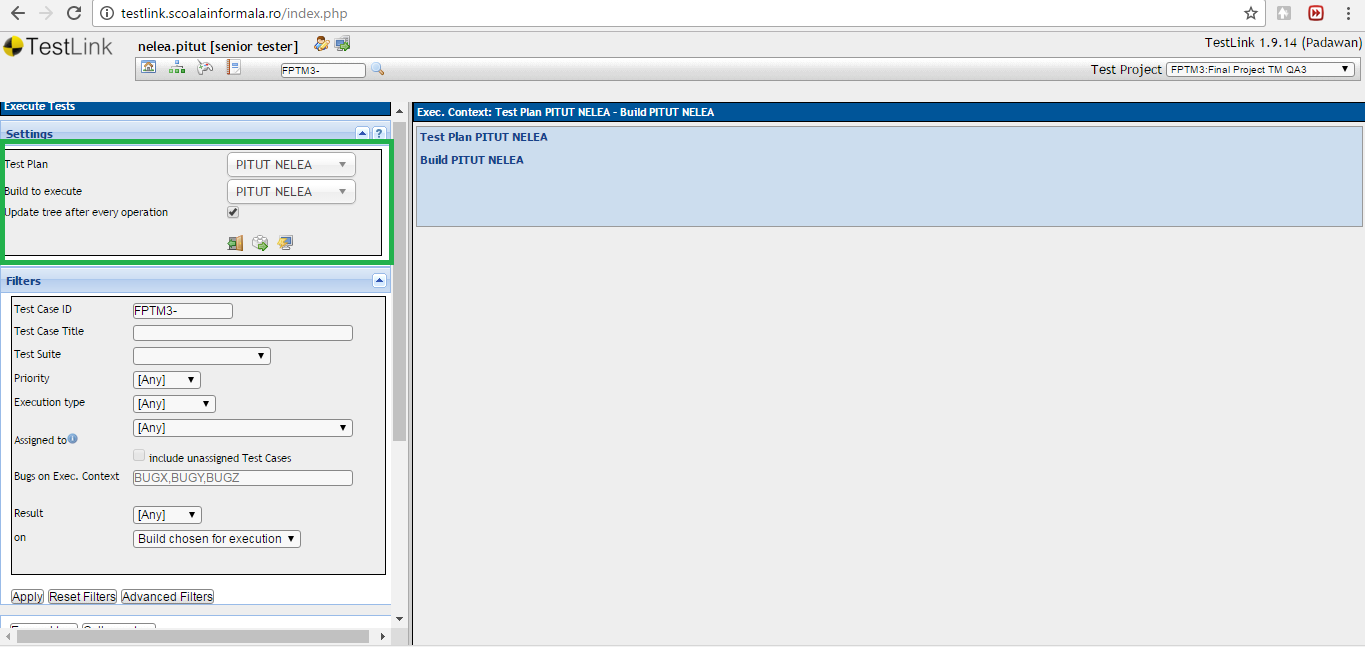 testlink.scoalainformala.ro/index.php
TestLink
nelea.pitut [senior tester]
TestLink 1.9.14 (Padawan)
FPTM3-
Test Project
FPTM3:Final Project TM QA3
Execute Tests
Settings
?
Test Plan
PITUT NELEA
Build to execute
PITUT NELEA
Update tree after every operation
Filters
Test Case ID
FPTM3-
Test Case Title
Test Suite
Priority
[Any]
Execution type
[Any]
[Any]
Assigned to
include unassigned Test Cases
Bugs on Exec. Context
BUGX,BUGY,BUGZ
Result
[Any]
on
Build chosen for execution
Apply Reset Filters Advanced Filters
Exec. Context: Test Plan PITUT NELEA - Build PITUT NELEA
Test Plan PITUT NELEA
Build PITUT NELEA